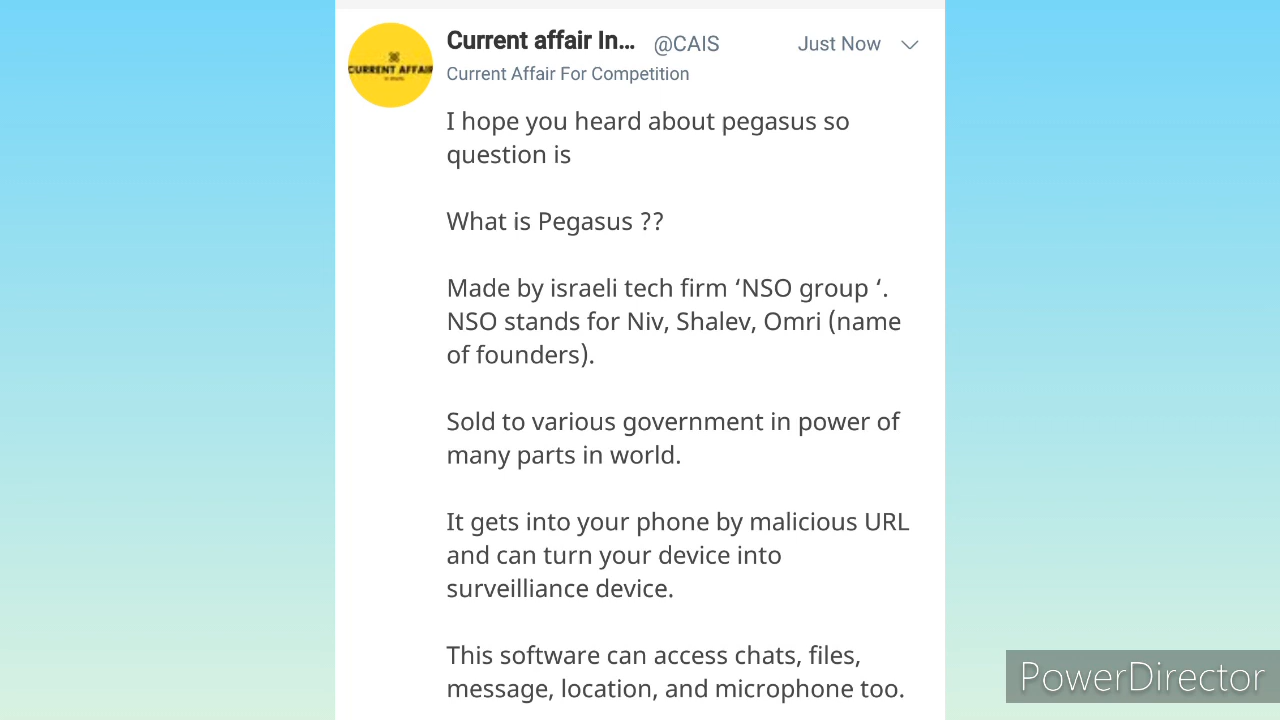 Current affair In... @CAIS Just Now
CURRENT AFFAIR
Current Affair For Competition
I hope you heard about pegasus so
question is
What is Pegasus ??
Made by israeli tech firm ‘NSO group ‘.
NSO stands for Niv, Shalev, Omri (name
of founders).
Sold to various government in power of
many parts in world.
It gets into your phone by malicious URL
and can turn your device into
surveilliance device.
This software can access chats, files,
message, location, and microphone too.
PowerDirector